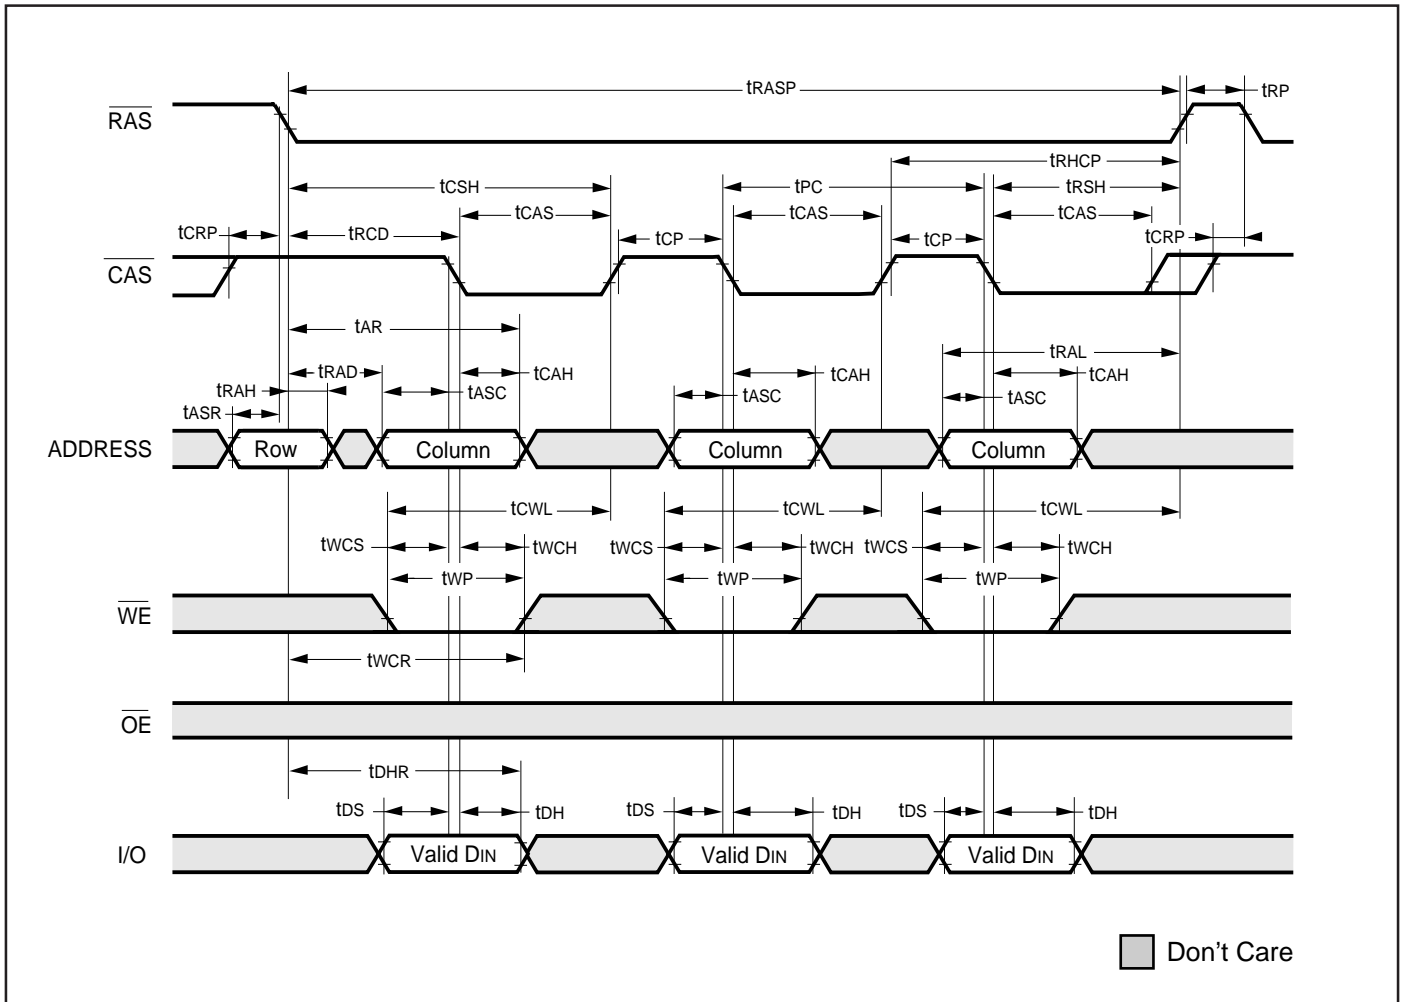 tRASP
tRP
RAS
tRHCP
tCSH
tPC
tRSH
tCAS
tCAS
tCAS
tCRP
tRCD
tCP
tCP
tCRP
CAS
tAR
tRAL
tRAD
tCAH
tCAH
tCAH
tRAH
tASC
tASC
tASC
tASR
ADDRESS
Row
Column
Column
Column
tCWL
tCWL
tCWL
tWCS
tWCH
tWCS
tWCH
tWCS
tWCH
tWP
tWP
tWP
WE
tWCR
OE
tDHR
tDS
tDH
tDS
tDH
tDS
tDH
I/O
Valid DIN
Valid DIN
Valid DIN
Don't Care